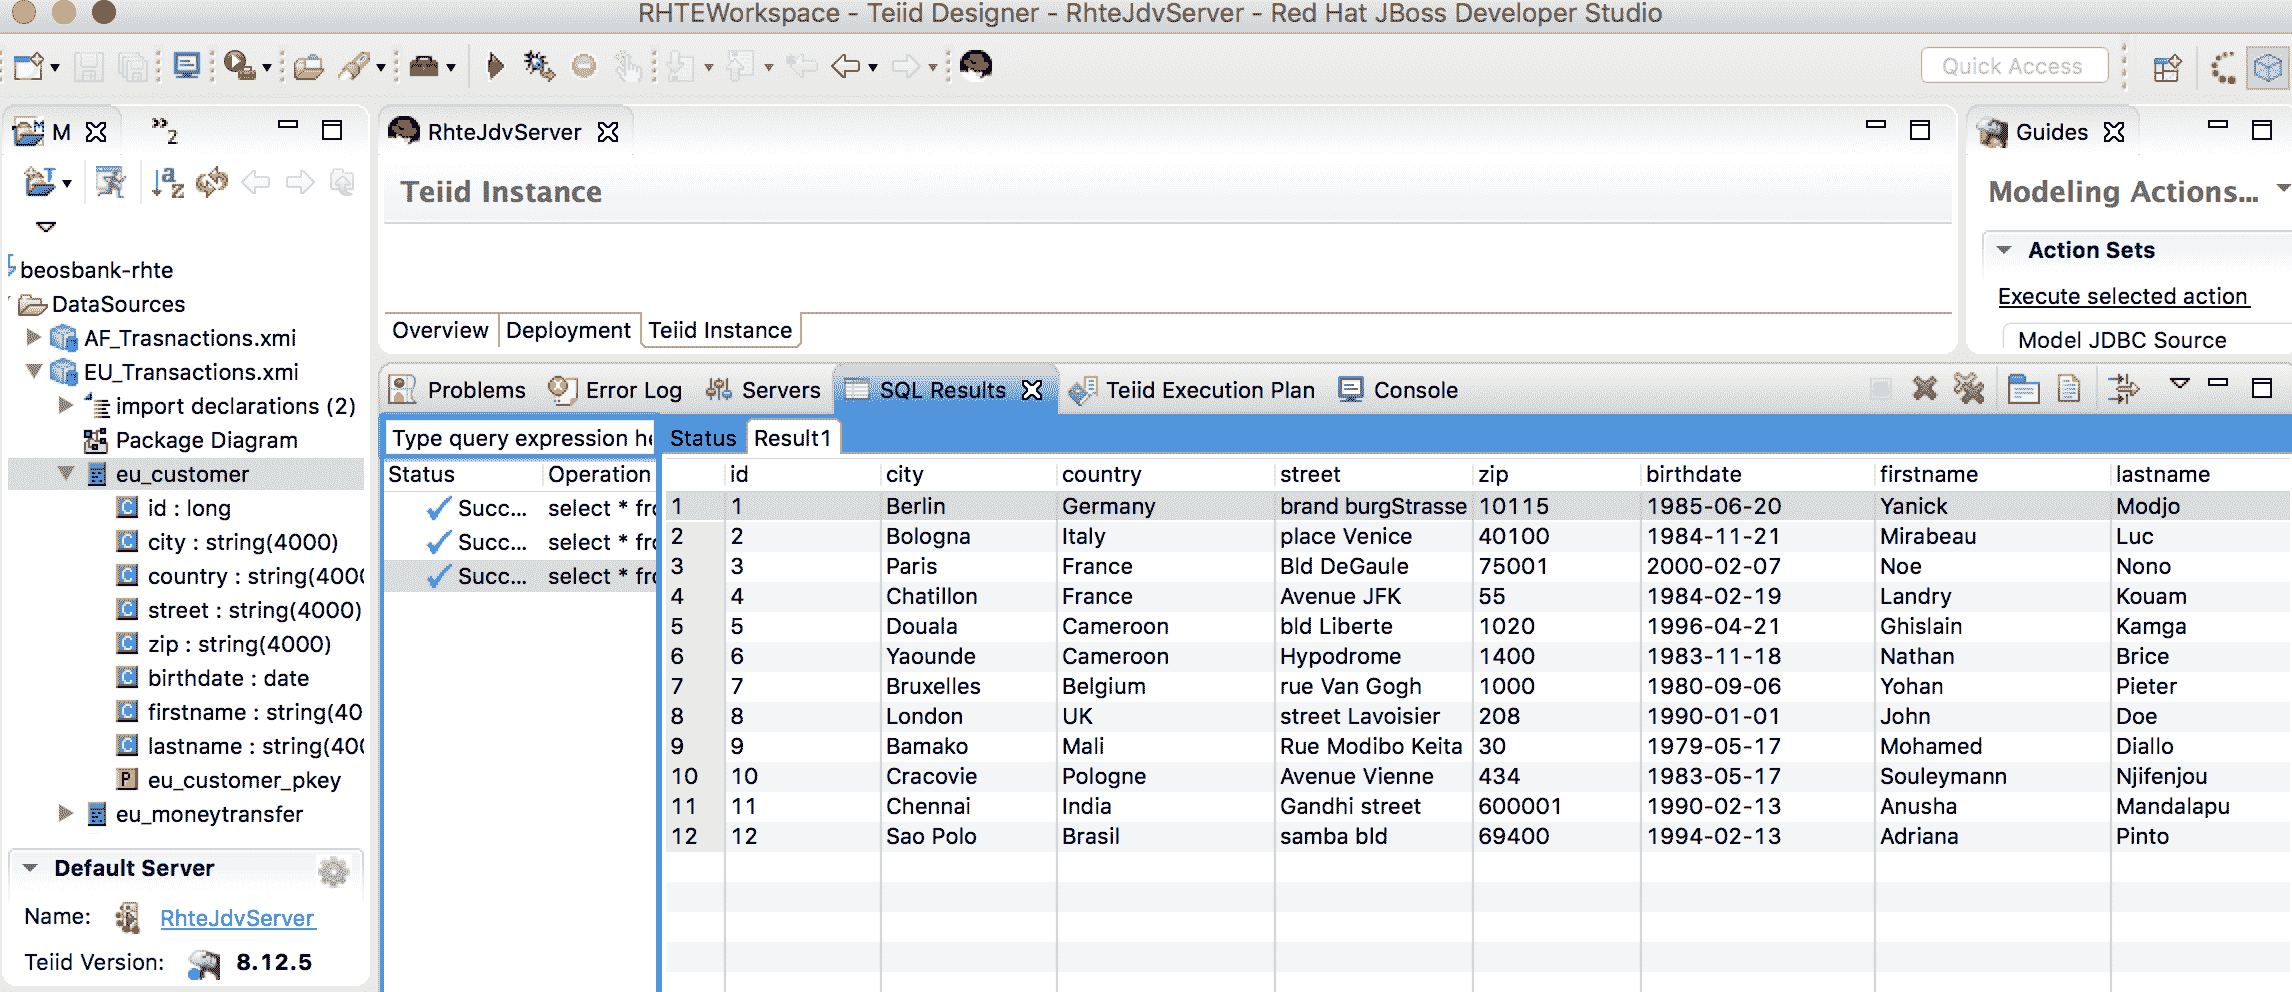 RHTEWorkspace - Teiid Designer - RhteJdvServer - Red Hat JBoss Developer Studio
Quick Access
M
»2
RhteJdvServer
Guides
Teiid Instance
Modeling Actions...
Action Sets
Execute selected action
Model JDBC Source
beosbank-rhte
DataSources
AF_Trasnactions.xmi
EU_Transactions.xmi
import declarations (2)
Package Diagram
eu_customer
id : long
city : string(4000)
country : string(400
street : string(4000)
zip : string(4000)
birthdate : date
firstname : string(40
lastname : string(400
eu_customer_pkey
eu_moneytransfer
Default Server
Name: RhteJdvServer
Teiid Version: 8.12.5
Overview Deployment Teiid Instance
Problems Error Log Servers SQL Results Teiid Execution Plan Console
Type query expression he
Status Operation
Succ... select * fro
Succ... select * fro
Succ... select * fro
Status Result1
id city country street zip birthdate firstname lastname
1 1 Berlin Germany brand burgStrasse 10115 1985-06-20 Yanick Modjo
2 2 Bologna Italy place Venice 40100 1984-11-21 Mirabeau Luc
3 3 Paris France Bld DeGaule 75001 2000-02-07 Noe Nono
4 4 Chatillon France Avenue JFK 55 1984-02-19 Landry Kouam
5 5 Douala Cameroon bld Liberte 1020 1996-04-21 Ghislain Kamga
6 6 Yaounde Cameroon Hypodrome 1400 1983-11-18 Nathan Brice
7 7 Bruxelles Belgium rue Van Gogh 1000 1980-09-06 Yohan Pieter
8 8 London UK street Lavoisier 208 1990-01-01 John Doe
9 9 Bamako Mali Rue Modibo Keita 30 1979-05-17 Mohamed Diallo
10 10 Cracovie Pologne Avenue Vienne 434 1983-05-17 Souleymann Njifenjou
11 11 Chennai India Gandhi street 600001 1990-02-13 Anusha Mandalapu
12 12 Sao Polo Brasil samba bld 69400 1994-02-13 Adriana Pinto